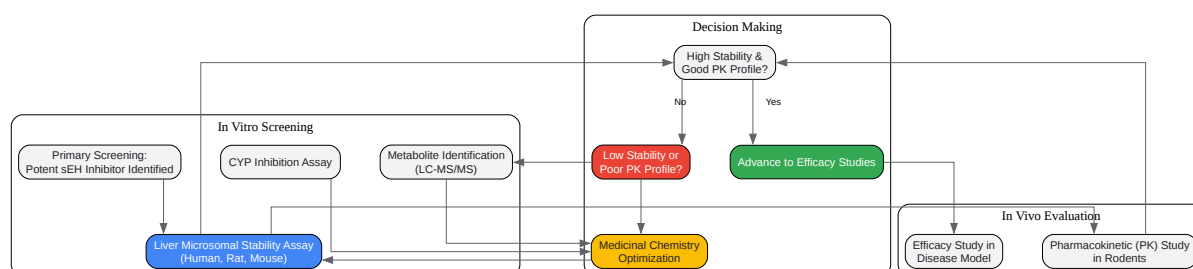 Decision Making
High Stability &
Good PK Profile?
No
Yes
In Vitro Screening
Primary Screening:
Potent sEH Inhibitor Identified
CYP Inhibition Assay
Metabolite Identification
(LC-MS/MS)
Low Stability or
Poor PK Profile?
Advance to Efficacy Studies
In Vivo Evaluation
Liver Microsomal Stability Assay
(Human, Rat, Mouse)
Medicinal Chemistry
Optimization
Efficacy Study in
Disease Model
Pharmacokinetic (PK) Study
in Rodents